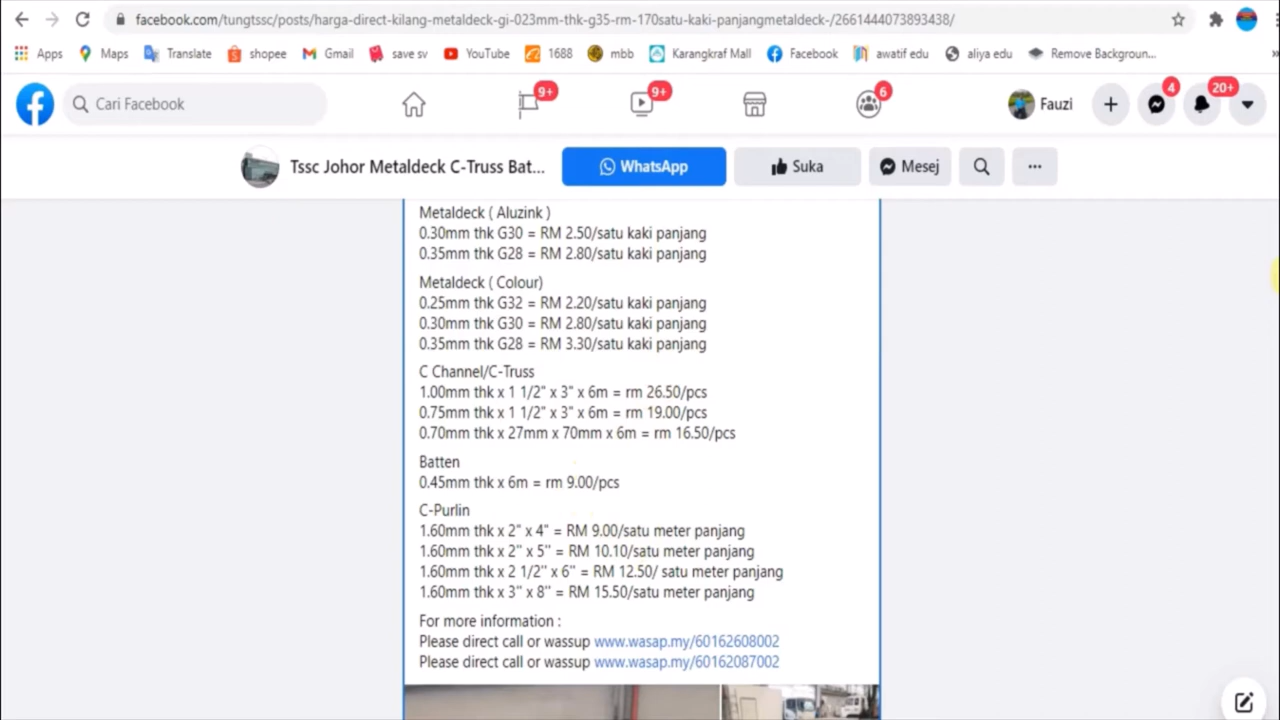 facebook.com/tungtssc/posts/harga-direct-kilang-metaldeck-gi-023mm-thk-g35-rm-170satu-kaki-panjangmetaldeck-/2661444073893438/
Apps Maps Translate shopee Gmail save sv YouTube 1688 mbb Karangkraf Mall Facebook awatif edu aliya edu Remove Backgroun...
Cari Facebook 9+ 9+ 6 Fauzi 4 20+
Tssc Johor Metaldeck C-Truss Bat... WhatsApp Suka Mesej
Metaldeck ( Aluzink )
0.30mm thk G30 = RM 2.50/satu kaki panjang
0.35mm thk G28 = RM 2.80/satu kaki panjang
Metaldeck ( Colour)
0.25mm thk G32 = RM 2.20/satu kaki panjang
0.30mm thk G30 = RM 2.80/satu kaki panjang
0.35mm thk G28 = RM 3.30/satu kaki panjang
C Channel/C-Truss
1.00mm thk x 1 1/2" x 3" x 6m = rm 26.50/pcs
0.75mm thk x 1 1/2" x 3" x 6m = rm 19.00/pcs
0.70mm thk x 27mm x 70mm x 6m = rm 16.50/pcs
Batten
0.45mm thk x 6m = rm 9.00/pcs
C-Purlin
1.60mm thk x 2" x 4" = RM 9.00/satu meter panjang
1.60mm thk x 2'' x 5'' = RM 10.10/satu meter panjang
1.60mm thk x 2 1/2'' x 6'' = RM 12.50/ satu meter panjang
1.60mm thk x 3'' x 8'' = RM 15.50/satu meter panjang
For more information :
Please direct call or wassup www.wasap.my/60162608002
Please direct call or wassup www.wasap.my/60162087002